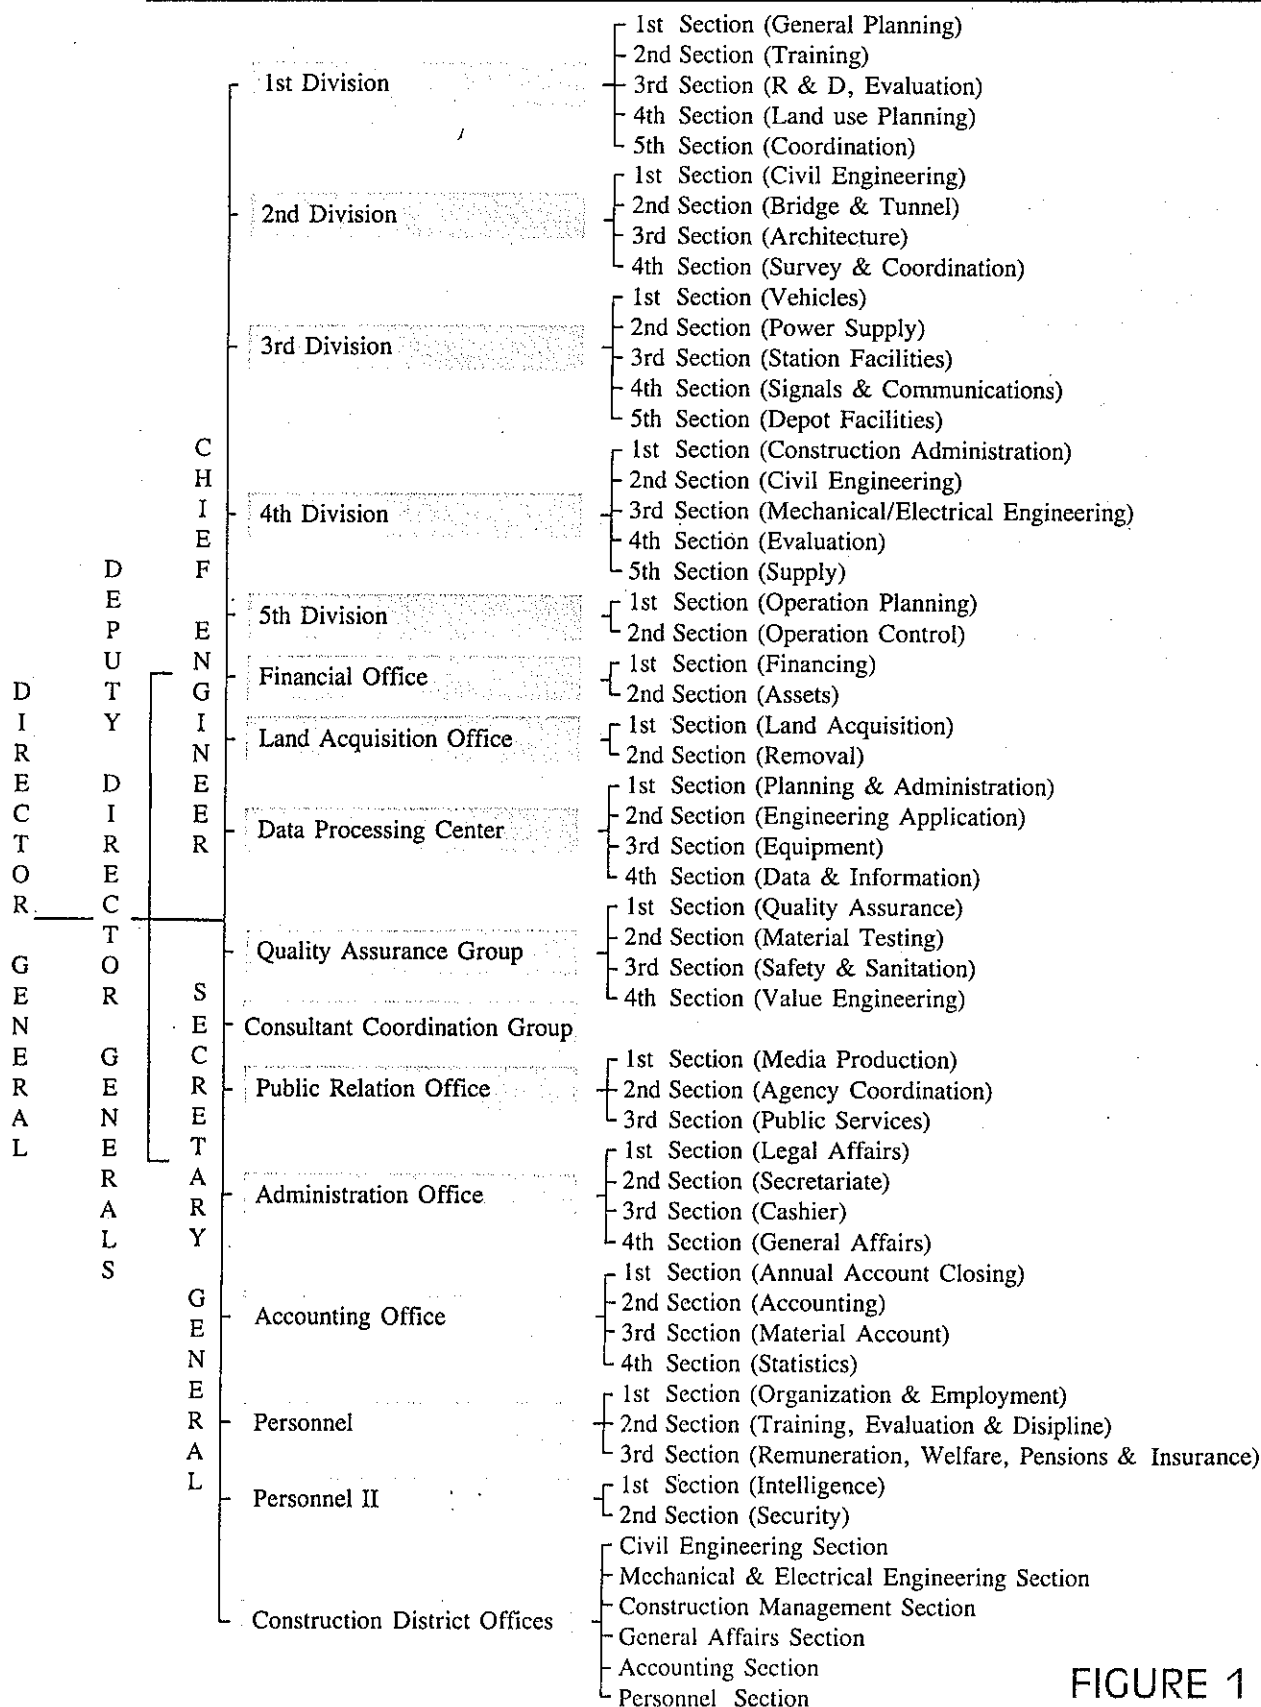 DIRECTOR GENERAL
DEPUTY DIRECTOR GENERALS
CHIEF ENGINEER
SECRETARY GENERAL
1st Division
1st Section (General Planning)
2nd Section (Training)
3rd Section (R & D, Evaluation)
4th Section (Land use Planning)
5th Section (Coordination)
2nd Division
1st Section (Civil Engineering)
2nd Section (Bridge & Tunnel)
3rd Section (Architecture)
4th Section (Survey & Coordination)
3rd Division
1st Section (Vehicles)
2nd Section (Power Supply)
3rd Section (Station Facilities)
4th Section (Signals & Communications)
5th Section (Depot Facilities)
4th Division
1st Section (Construction Administration)
2nd Section (Civil Engineering)
3rd Section (Mechanical/Electrical Engineering)
4th Section (Evaluation)
5th Section (Supply)
5th Division
1st Section (Operation Planning)
2nd Section (Operation Control)
Financial Office
1st Section (Financing)
2nd Section (Assets)
Land Acquisition Office
1st Section (Land Acquisition)
2nd Section (Removal)
Data Processing Center
1st Section (Planning & Administration)
2nd Section (Engineering Application)
3rd Section (Equipment)
4th Section (Data & Information)
Quality Assurance Group
1st Section (Quality Assurance)
2nd Section (Material Testing)
3rd Section (Safety & Sanitation)
4th Section (Value Engineering)
Consultant Coordination Group
Public Relation Office
1st Section (Media Production)
2nd Section (Agency Coordination)
3rd Section (Public Services)
Administration Office
1st Section (Legal Affairs)
2nd Section (Secretariate)
3rd Section (Cashier)
4th Section (General Affairs)
Accounting Office
1st Section (Annual Account Closing)
2nd Section (Accounting)
3rd Section (Material Account)
4th Section (Statistics)
Personnel
1st Section (Organization & Employment)
2nd Section (Training, Evaluation & Disipline)
3rd Section (Remuneration, Welfare, Pensions & Insurance)
Personnel II
1st Section (Intelligence)
2nd Section (Security)
Construction District Offices
Civil Engineering Section
Mechanical & Electrical Engineering Section
Construction Management Section
General Affairs Section
Accounting Section
Personnel Section
FIGURE 1